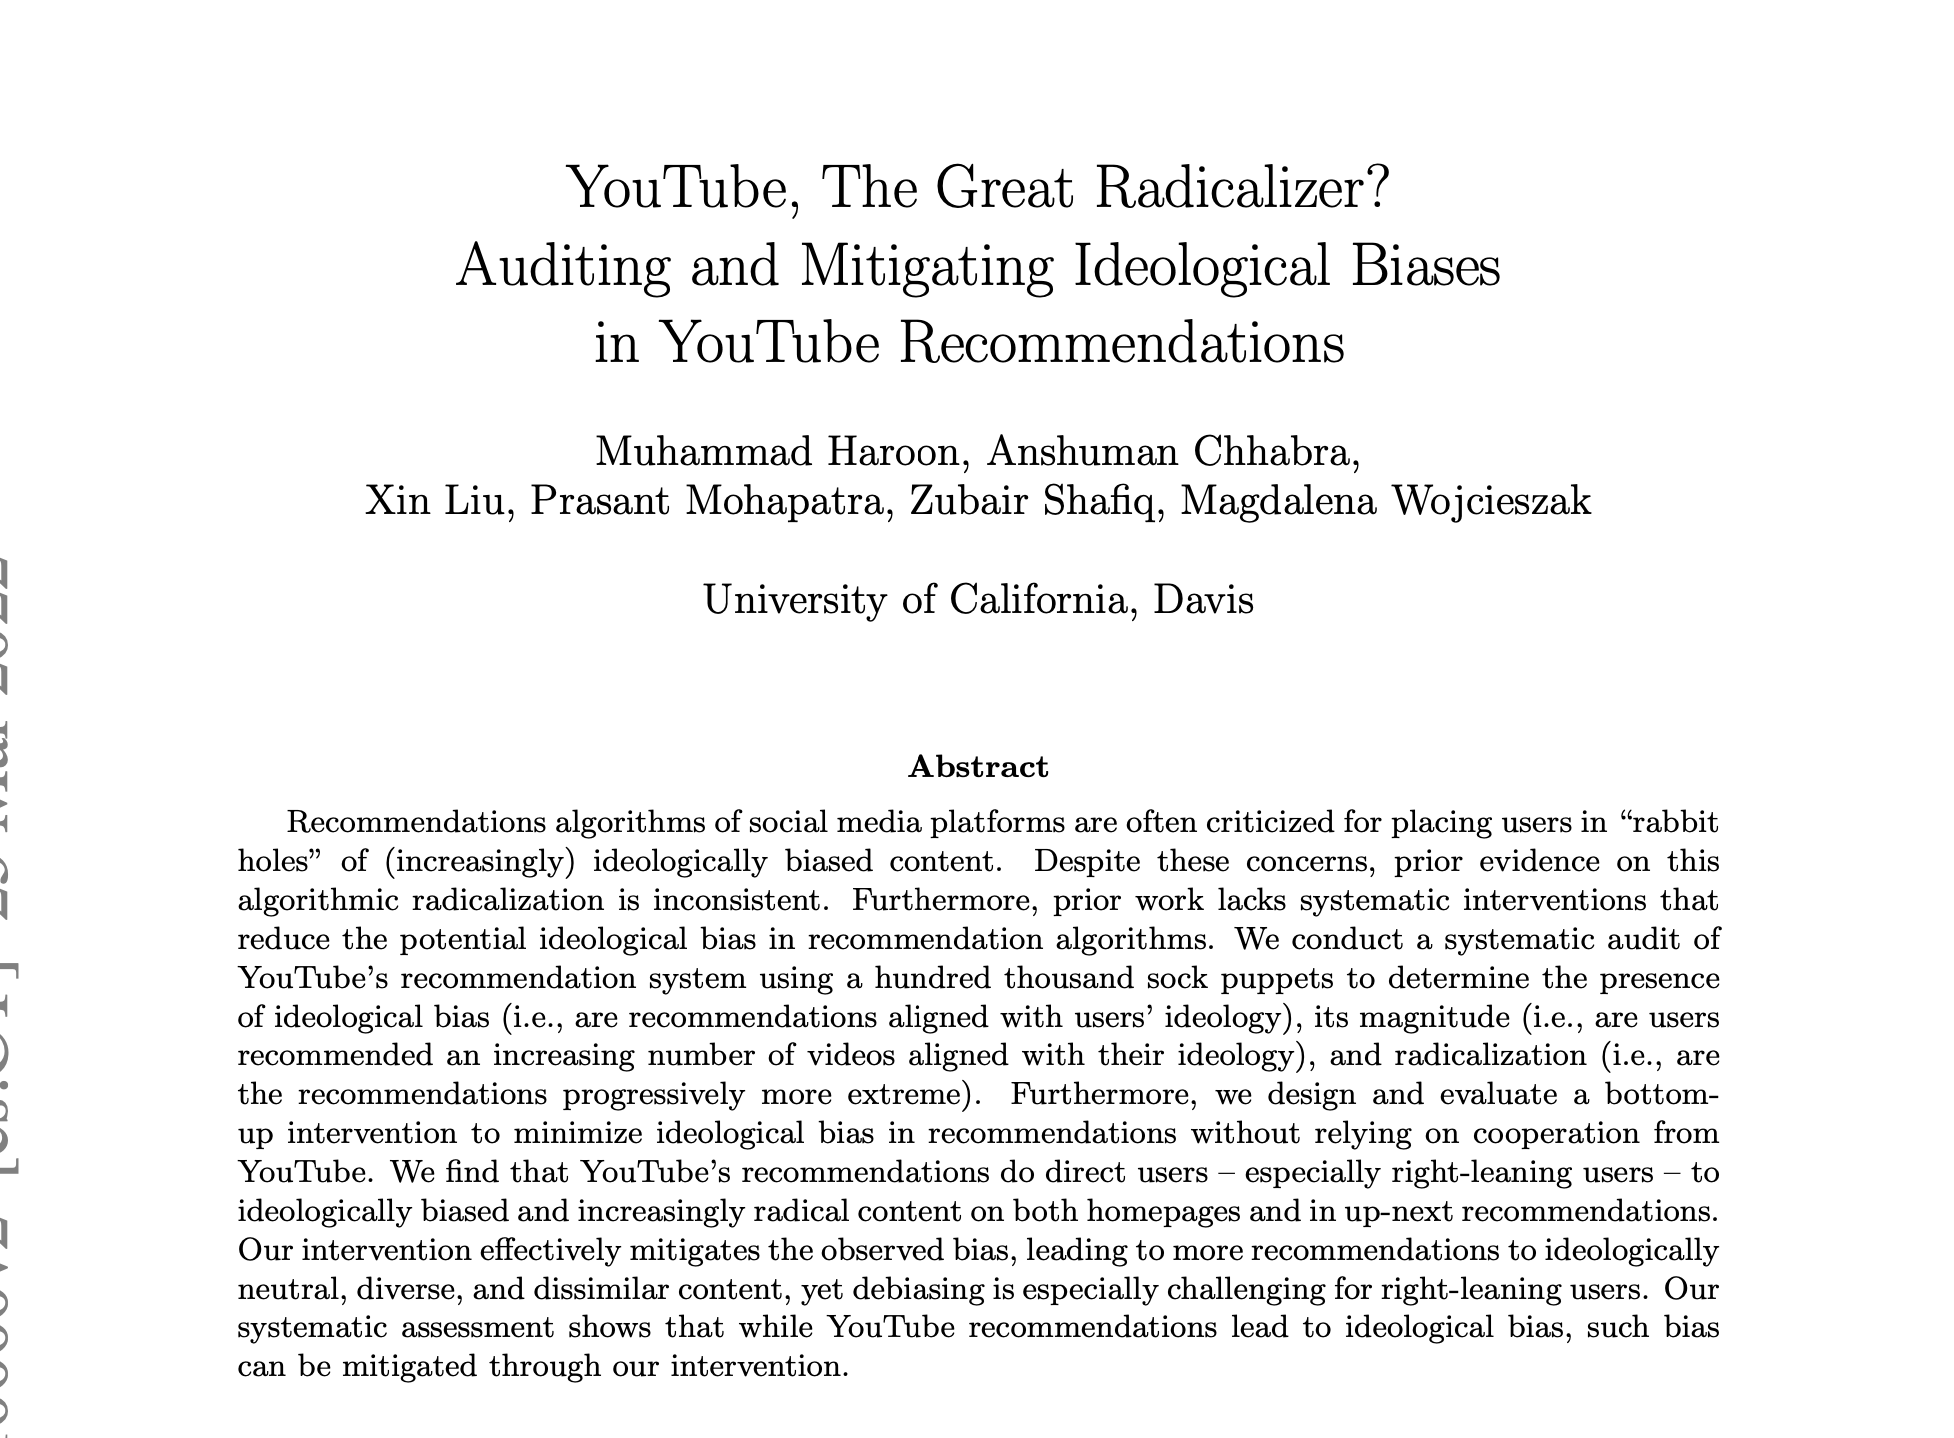 YouTube, The Great Radicalizer?
Auditing and Mitigating Ideological Biases
in YouTube Recommendations
Muhammad Haroon, Anshuman Chhabra,
Xin Liu, Prasant Mohapatra, Zubair Shafiq, Magdalena Wojcieszak
University of California, Davis
Abstract
Recommendations algorithms of social media platforms are often criticized for placing users in “rabbit
holes” of (increasingly) ideologically biased content. Despite these concerns, prior evidence on this
algorithmic radicalization is inconsistent. Furthermore, prior work lacks systematic interventions that
reduce the potential ideological bias in recommendation algorithms. We conduct a systematic audit of
YouTube’s recommendation system using a hundred thousand sock puppets to determine the presence
of ideological bias (i.e., are recommendations aligned with users’ ideology), its magnitude (i.e., are users
recommended an increasing number of videos aligned with their ideology), and radicalization (i.e., are
the recommendations progressively more extreme). Furthermore, we design and evaluate a bottom-
up intervention to minimize ideological bias in recommendations without relying on cooperation from
YouTube. We find that YouTube’s recommendations do direct users – especially right-leaning users – to
ideologically biased and increasingly radical content on both homepages and in up-next recommendations.
Our intervention effectively mitigates the observed bias, leading to more recommendations to ideologically
neutral, diverse, and dissimilar content, yet debiasing is especially challenging for right-leaning users. Our
systematic assessment shows that while YouTube recommendations lead to ideological bias, such bias
can be mitigated through our intervention.